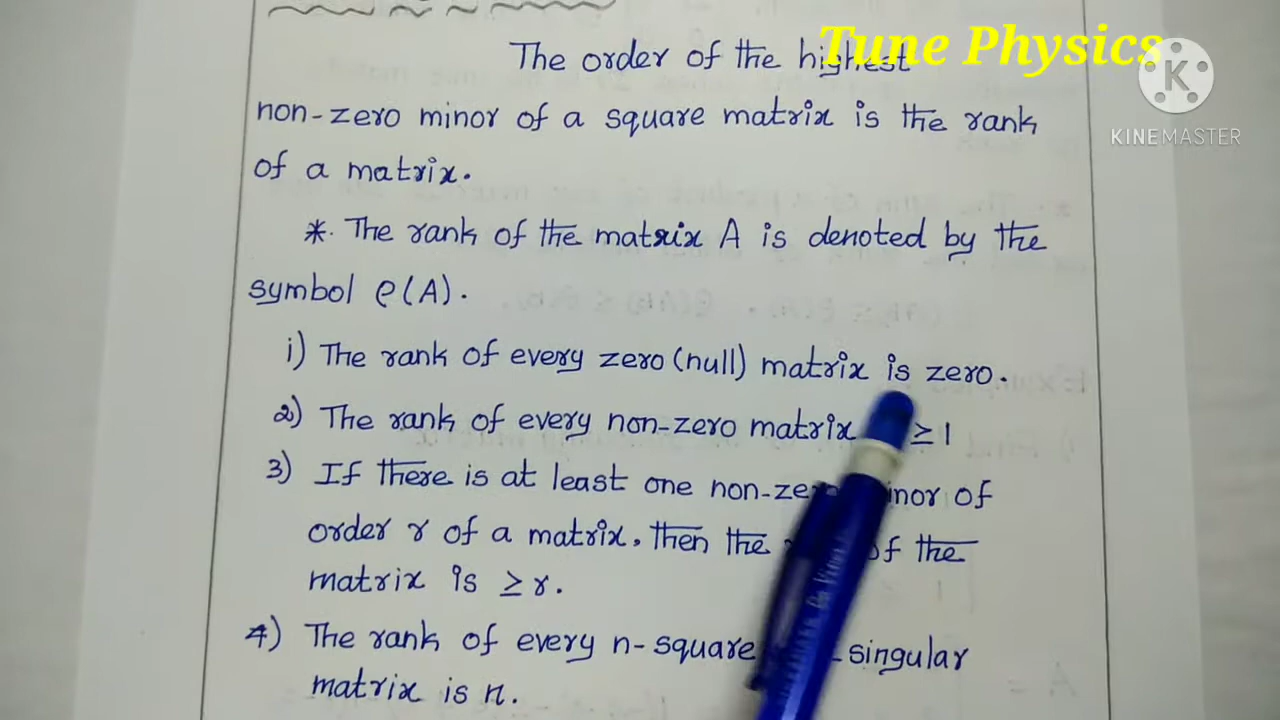 Tune Physics
KINEMASTER
The order of the highest
non-zero minor of a square matrix is the rank
of a matrix.
*. The rank of the matrix A is denoted by the
symbol ρ(A).
i) The rank of every zero (null) matrix is zero.
2) The rank of every non-zero matrix ≥ 1
3) If there is at least one non-zero minor of
order r of a matrix, then the of the
matrix is ≥ r.
4) The rank of every n-square singular
matrix is n.